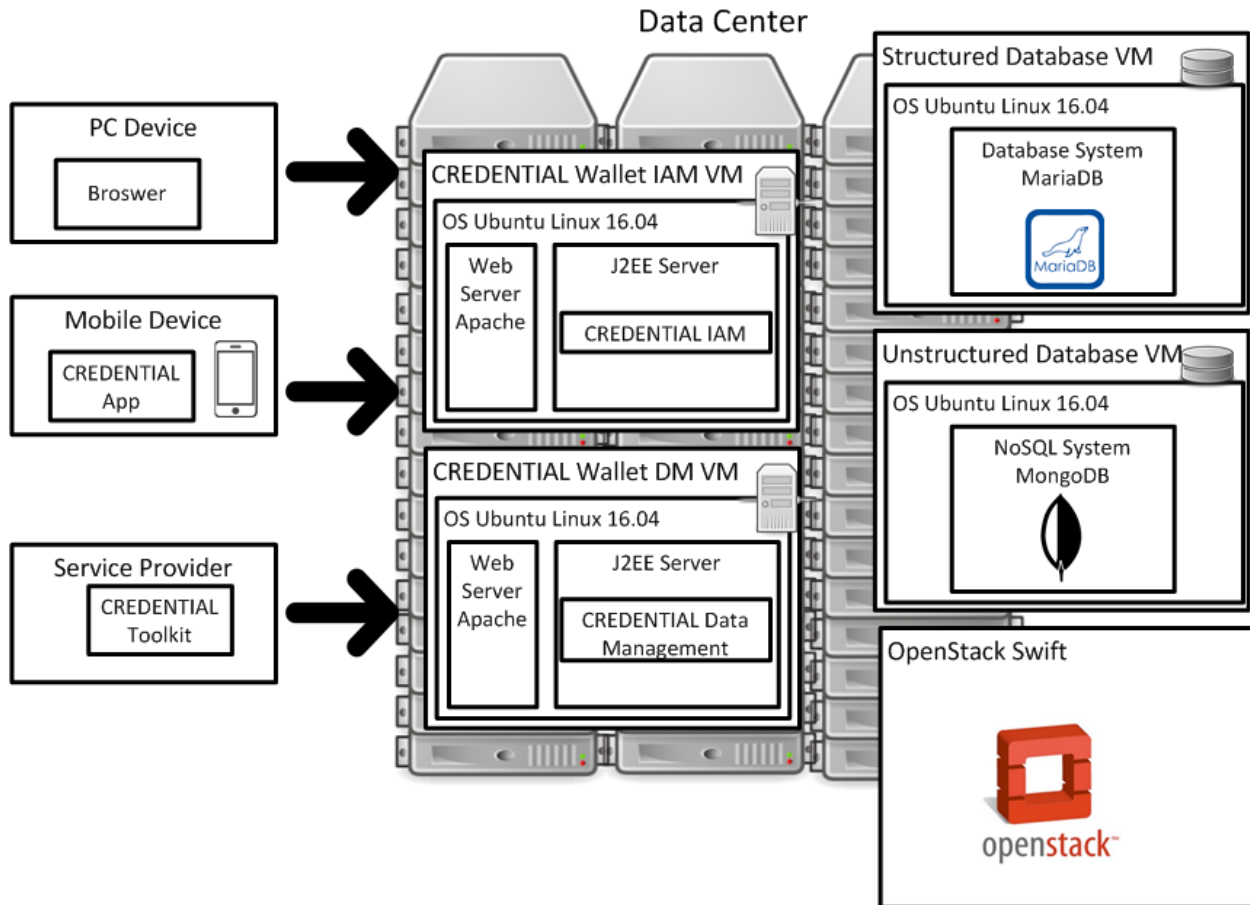 Data Center
PC Device
Broswer
Mobile Device
CREDENTIAL
App
Service Provider
CREDENTIAL
Toolkit
CREDENTIAL Wallet IAM VM
OS Ubuntu Linux 16.04
Web
Server
Apache
J2EE Server
CREDENTIAL IAM
CREDENTIAL Wallet DM VM
OS Ubuntu Linux 16.04
Web
Server
Apache
J2EE Server
CREDENTIAL Data
Management
Structured Database VM
OS Ubuntu Linux 16.04
Database System
MariaDB
MariaDB
Unstructured Database VM
OS Ubuntu Linux 16.04
NoSQL System
MongoDB
OpenStack Swift
openstack™